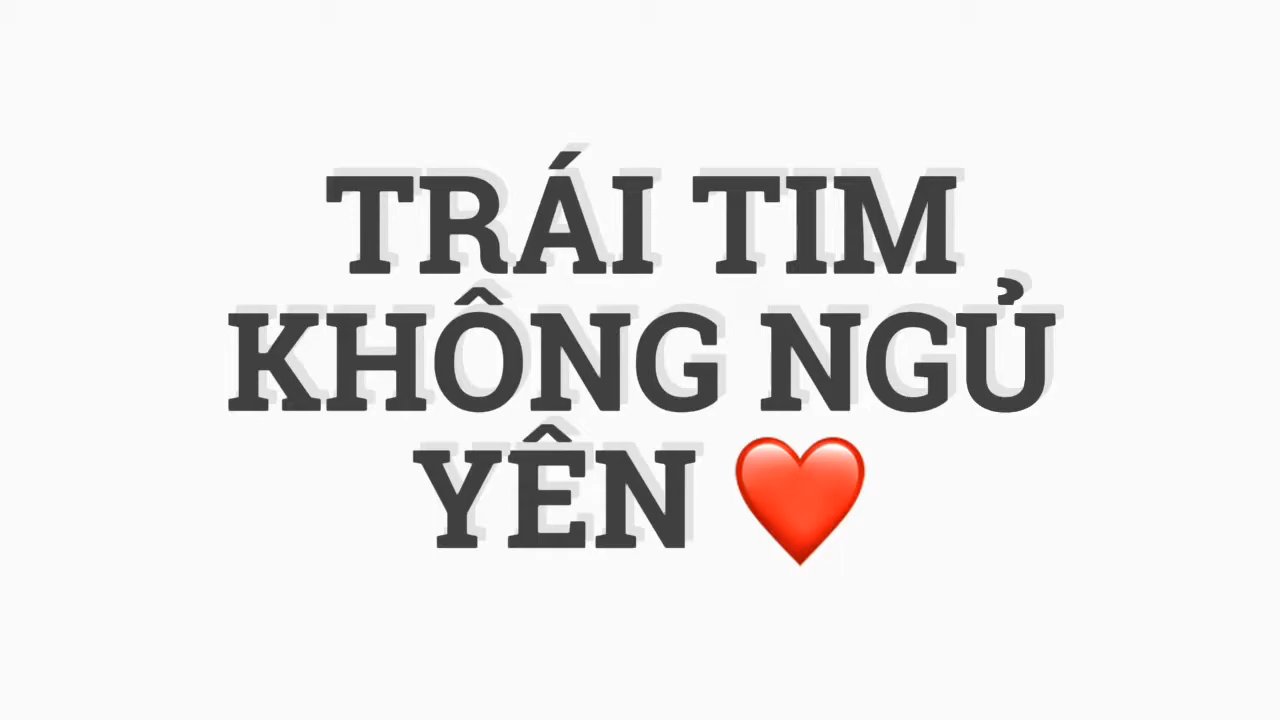 TRÁI TIM
KHÔNG NGỦ
YÊN ❤️